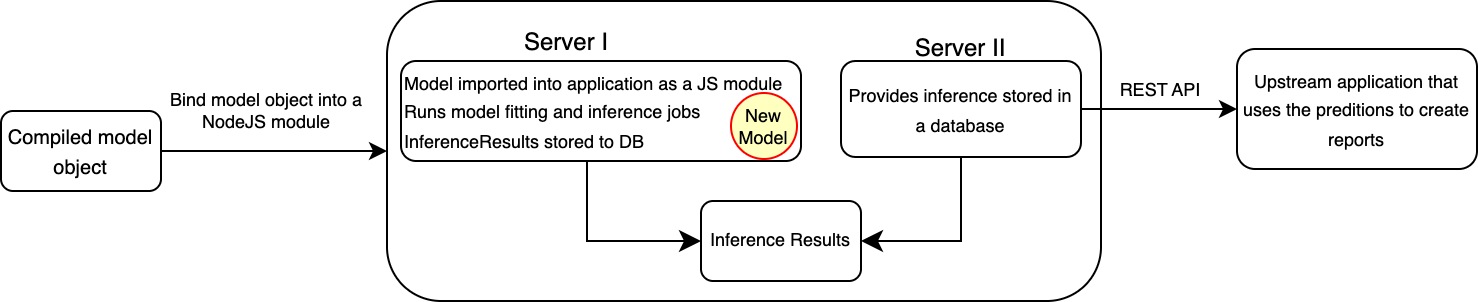 Compiled model
object
Bind model object into a
NodeJS module
Server I
Model imported into application as a JS module
Runs model fitting and inference jobs
InferenceResults stored to DB
New
Model
Server II
Provides inference stored in
a database
Inference Results
REST API
Upstream application that
uses the preditions to create
reports